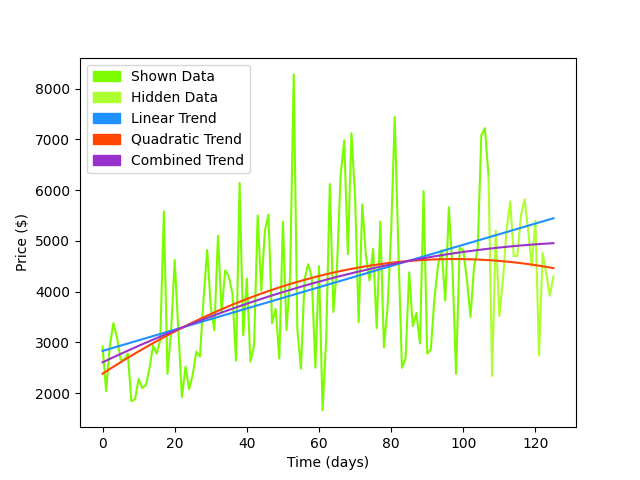 Shown Data
Hidden Data
Linear Trend
Quadratic Trend
Combined Trend
8000
7000
6000
5000
4000
3000
2000
Price ($)
0 20 40 60 80 100 120
Time (days)